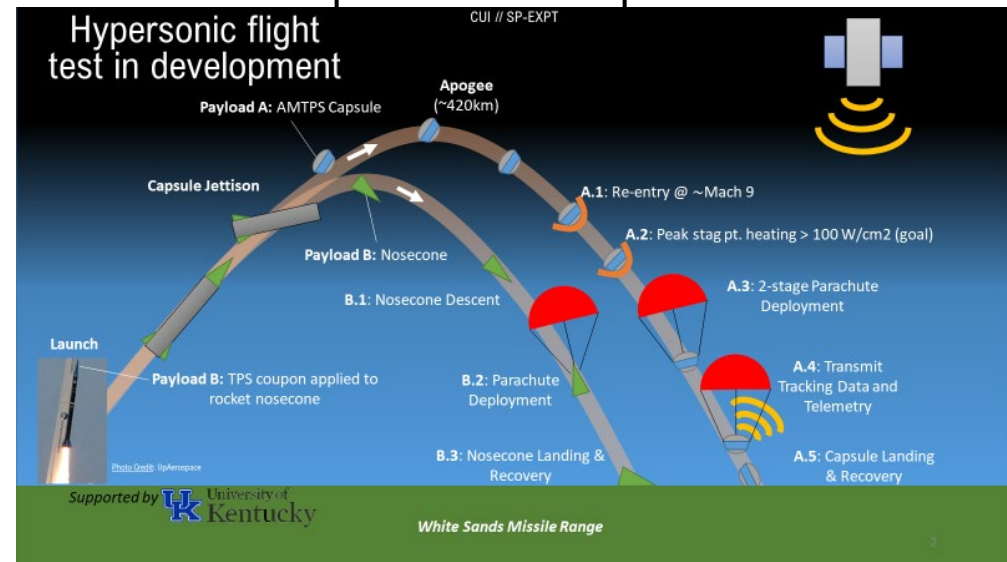 CUI // SP-EXPT
Hypersonic flight
test in development
Payload A: AMTPS Capsule
Apogee
(~420km)
Capsule Jettison
A.1: Re-entry @ ~Mach 9
A.2: Peak stag pt. heating > 100 W/cm2 (goal)
Payload B: Nosecone
B.1: Nosecone Descent
A.3: 2-stage Parachute
Deployment
Launch
Payload B: TPS coupon applied to
rocket nosecone
B.2: Parachute
Deployment
A.4: Transmit
Tracking Data and
Telemetry
B.3: Nosecone Landing &
Recovery
A.5: Capsule Landing
& Recovery
Photo Credit: UpAerospace
Supported by UK University of
Kentucky
White Sands Missile Range
2